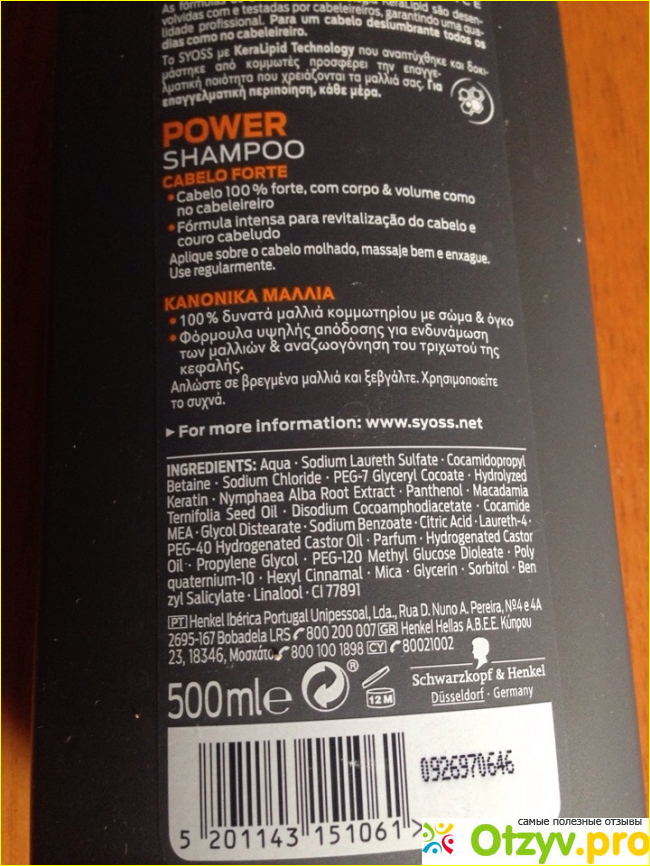 As fórmulas KeraLipid são desen-
volvidas com e testadas por cabeleireiros, garantindo uma qua-
lidade profissional. Para um cabelo deslumbrante todos os
dias como no cabeleireiro.
Το SYOSS με KeraLipid Technology που αναπτύχθηκε και δοκι-
μάστηκε από κομμωτές προσφέρει την επαγγε-
λματική ποιότητα που χρειάζονται τα μαλλιά σας. Για
επαγγελματική περιποίηση, κάθε μέρα.
POWER
SHAMPOO
CABELO FORTE
• Cabelo 100% forte, com corpo & volume como
no cabeleireiro
• Fórmula intensa para revitalização do cabelo e
couro cabeludo
Aplique sobre o cabelo molhado, massaje bem e enxague.
Use regularmente.
ΚΑΝΟΝΙΚΑ ΜΑΛΛΙΑ
• 100% δυνατά μαλλιά κομμωτηρίου με σώμα & όγκο
• Φόρμουλα υψηλής απόδοσης για ενδυνάμωση
των μαλλιών & αναζωογόνηση του τριχωτού της
κεφαλής.
Απλώστε σε βρεγμένα μαλλιά και ξεβγάλτε. Χρησιμοποιείτε
το συχνά.
▸ For more information: www.syoss.net
INGREDIENTS: Aqua · Sodium Laureth Sulfate · Cocamidopropyl
Betaine · Sodium Chloride · PEG-7 Glyceryl Cocoate · Hydrolyzed
Keratin · Nymphaea Alba Root Extract · Panthenol · Macadamia
Ternifolia Seed Oil · Disodium Cocoamphodiacetate · Cocamide
MEA · Glycol Distearate · Sodium Benzoate · Citric Acid · Laureth-4 ·
PEG-40 Hydrogenated Castor Oil · Parfum · Hydrogenated Castor
Oil · Propylene Glycol · PEG-120 Methyl Glucose Dioleate · Poly
quaternium-10 · Hexyl Cinnamal · Mica · Glycerin · Sorbitol · Ben
zyl Salicylate · Linalool · CI 77891
PT Henkel Ibérica Portugal Unipessoal, Lda., Rua D. Nuno A. Pereira, Nº4 e 4A
2695-167 Bobadela LRS 800 200 007 GR Henkel Hellas A.B.E.E. Κύπρου
23, 18346, Μοσχάτο 800 100 1898 CY 80021002
Schwarzkopf & Henkel
Düsseldorf · Germany
500ml e ® 12 M
0926970646
5 201143 151061 >
самые полезные отзывы
Otzyv.pro